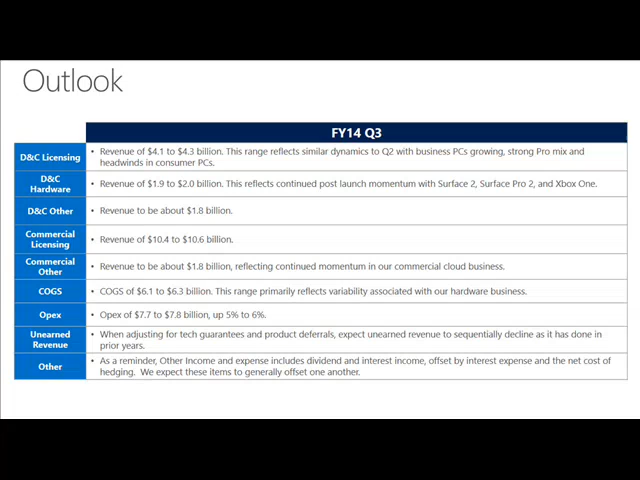 Outlook
FY14 Q3
D&C Licensing
• Revenue of $4.1 to $4.3 billion. This range reflects similar dynamics to Q2 with business PCs growing, strong Pro mix and
headwinds in consumer PCs.
D&C
Hardware
• Revenue of $1.9 to $2.0 billion. This reflects continued post launch momentum with Surface 2, Surface Pro 2, and Xbox One.
D&C Other
• Revenue to be about $1.8 billion.
Commercial
Licensing
• Revenue of $10.4 to $10.6 billion.
Commercial
Other
• Revenue to be about $1.8 billion, reflecting continued momentum in our commercial cloud business.
COGS
• COGS of $6.1 to $6.3 billion. This range primarily reflects variability associated with our hardware business.
Opex
• Opex of $7.7 to $7.8 billion, up 5% to 6%.
Unearned
Revenue
• When adjusting for tech guarantees and product deferrals, expect unearned revenue to sequentially decline as it has done in
prior years.
Other
• As a reminder, Other Income and expense includes dividend and interest income, offset by interest expense and the net cost of
hedging. We expect these items to generally offset one another.